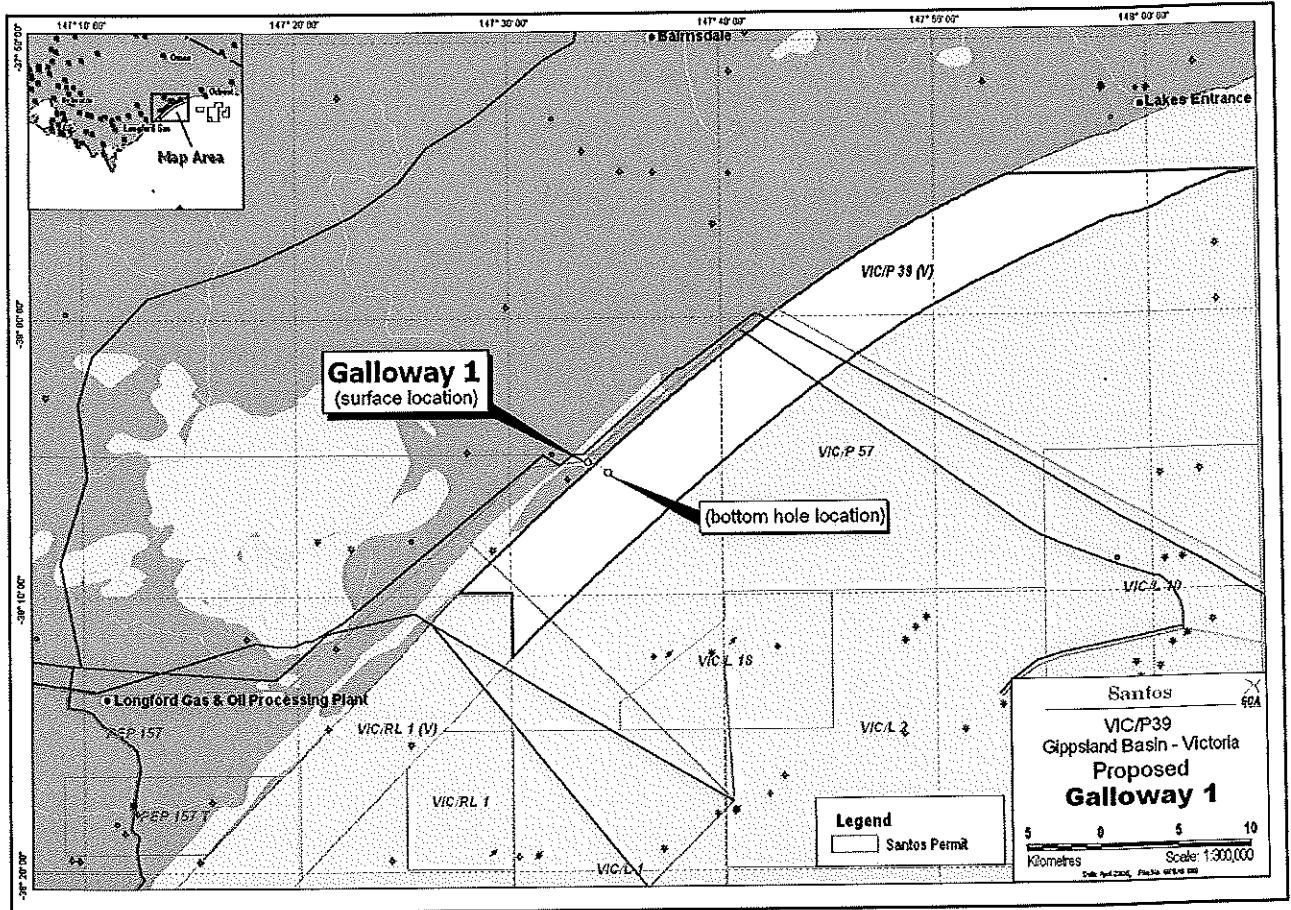 147° 10' 00"
147° 20' 00"
147° 30' 00"
147° 40' 00"
147° 50' 00"
148° 00' 00"
-37° 50' 00"
-38° 00' 00"
-38° 20' 00"
Bairnsdale
Lakes Entrance
Orbost
Longford Gas
Map Area
VIC/P 39 (V)
Galloway 1
(surface location)
VIC/P 57
(bottom hole location)
VIC/L 10
VIC/L 18
Longford Gas & Oil Processing Plant
PEP 157
VIC/RL 1 (V)
VIC/L 2
VIC/RL 1
PEP 157 T
VIC/L 1
Legend
Santos Permit
Santos
VIC/P39
Gippsland Basin - Victoria
Proposed
Galloway 1
5 0 5 10
Kilometres
Scale: 1:300,000